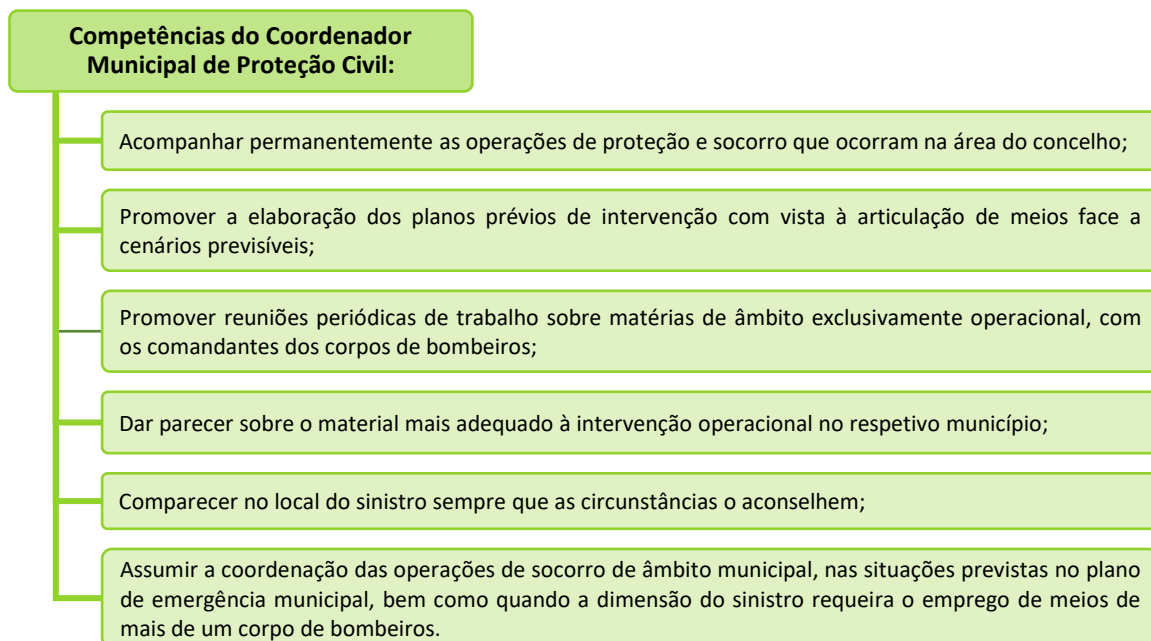 Competências do Coordenador
Municipal de Proteção Civil:
Acompanhar permanentemente as operações de proteção e socorro que ocorram na área do concelho;
Promover a elaboração dos planos prévios de intervenção com vista à articulação de meios face a
cenários previsíveis;
Promover reuniões periódicas de trabalho sobre matérias de âmbito exclusivamente operacional, com
os comandantes dos corpos de bombeiros;
Dar parecer sobre o material mais adequado à intervenção operacional no respetivo município;
Comparecer no local do sinistro sempre que as circunstâncias o aconselhem;
Assumir a coordenação das operações de socorro de âmbito municipal, nas situações previstas no plano
de emergência municipal, bem como quando a dimensão do sinistro requeira o emprego de meios de
mais de um corpo de bombeiros.